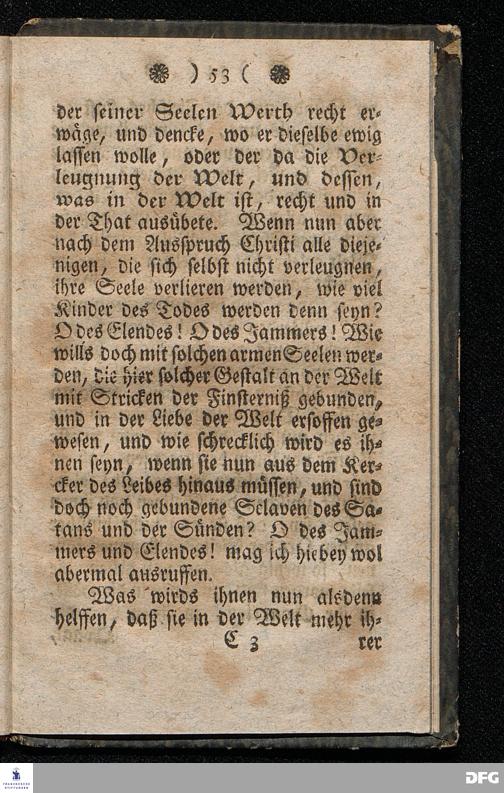 ) 53 (
der seiner Seelen Werth recht er-
wäge, und dencke, wo er dieselbe ewig
lassen wolle, oder der da die Ver-
leugnung der Welt, und dessen,
was in der Welt ist, recht und in
der That ausübete. Wenn nun aber
nach dem Ausspruch Christi alle dieje-
nigen, die sich selbst nicht verleugnen,
ihre Seele verlieren werden, wie viel
Kinder des Todes werden denn seyn?
O des Elendes! O des Jammers! Wie
wills doch mit solchen armen Seelen wer-
den, die hier solcher Gestalt an der Welt
mit Stricken der Finsterniß gebunden,
und in der Liebe der Welt ersoffen ge-
wesen, und wie schrecklich wird es ih-
nen seyn, wenn sie nun aus dem Ker-
cker des Leibes hinaus müssen, und sind
doch noch gebundene Sclaven des Sa-
tans und der Sünden? O des Jam-
mers und Elendes! mag ich hiebey wol
abermal ausruffen.
Was wirds ihnen nun alsdenn
helffen, daß sie in der Welt mehr ih-
C 3 rer
FRANCKESCHE STIFTUNGEN
DFG